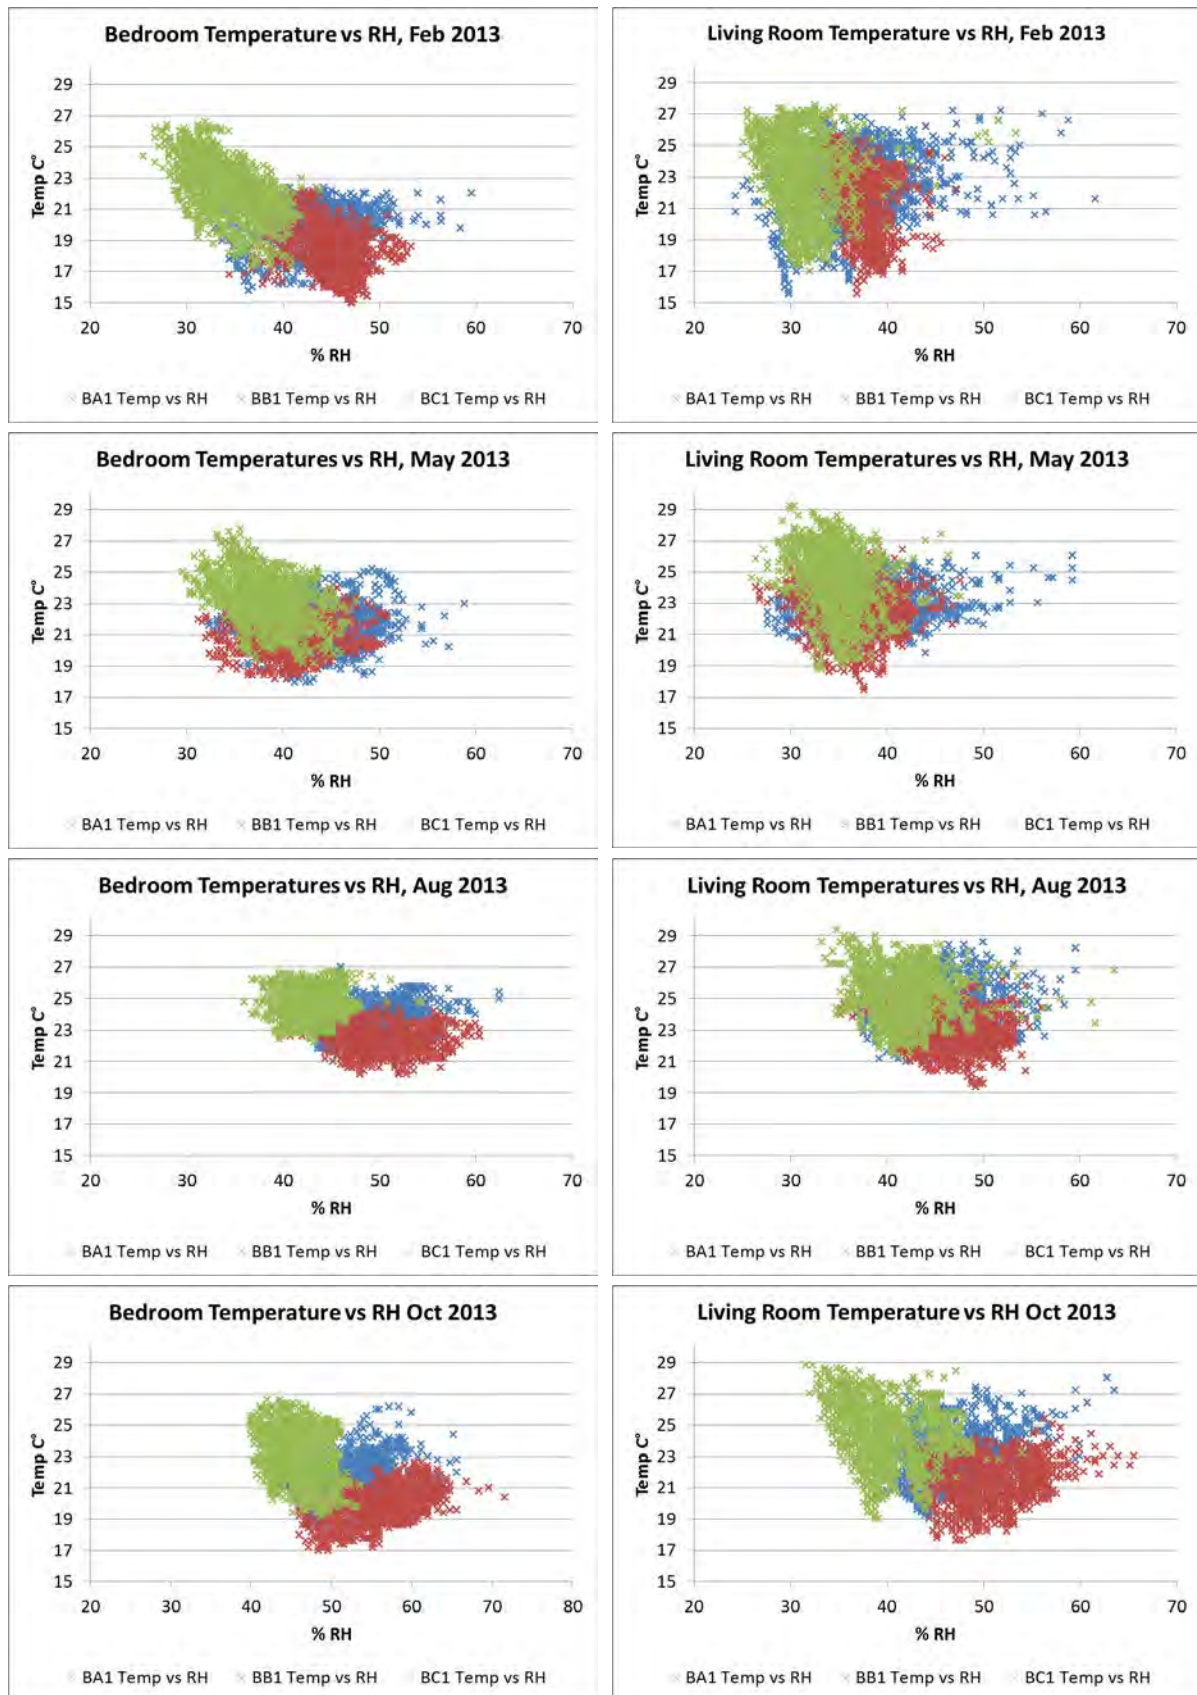 Bedroom Temperature vs RH, Feb 2013
29
27
25
23
21
19
17
15
Temp C°
20 30 40 50 60 70
% RH
BA1 Temp vs RH BB1 Temp vs RH BC1 Temp vs RH
Living Room Temperature vs RH, Feb 2013
29
27
25
23
21
19
17
15
Temp C°
20 30 40 50 60 70
% RH
BA1 Temp vs RH BB1 Temp vs RH BC1 Temp vs RH
Bedroom Temperatures vs RH, May 2013
29
27
25
23
21
19
17
15
Temp C°
20 30 40 50 60 70
% RH
BA1 Temp vs RH BB1 Temp vs RH BC1 Temp vs RH
Living Room Temperatures vs RH, May 2013
29
27
25
23
21
19
17
15
Temp C°
20 30 40 50 60 70
% RH
BA1 Temp vs RH BB1 Temp vs RH BC1 Temp vs RH
Bedroom Temperatures vs RH, Aug 2013
29
27
25
23
21
19
17
15
Temp C°
20 30 40 50 60 70
% RH
BA1 Temp vs RH BB1 Temp vs RH BC1 Temp vs RH
Living Room Temperatures vs RH, Aug 2013
29
27
25
23
21
19
17
15
Temp C°
20 30 40 50 60 70
% RH
BA1 Temp vs RH BB1 Temp vs RH BC1 Temp vs RH
Bedroom Temperature vs RH Oct 2013
29
27
25
23
21
19
17
15
Temp C°
20 30 40 50 60 70 80
% RH
BA1 Temp vs RH BB1 Temp vs RH BC1 Temp vs RH
Living Room Temperature vs RH Oct 2013
29
27
25
23
21
19
17
15
Temp C°
20 30 40 50 60 70
% RH
BA1 Temp vs RH BB1 Temp vs RH BC1 Temp vs RH